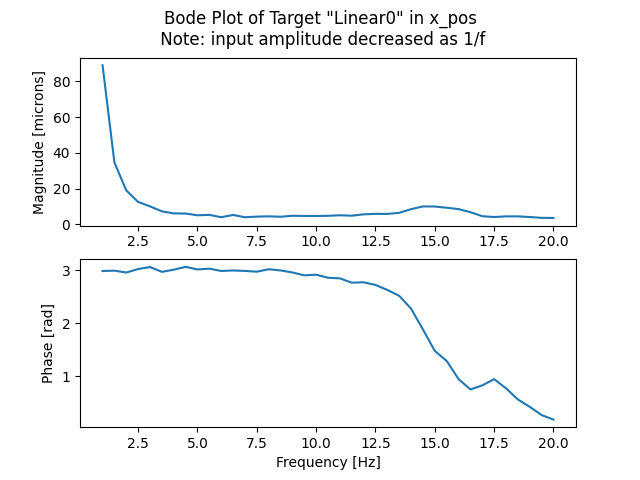 Bode Plot of Target "Linear0" in x_pos
Note: input amplitude decreased as 1/f
Magnitude [microns]
80
60
40
20
0
2.5 5.0 7.5 10.0 12.5 15.0 17.5 20.0
Phase [rad]
3
2
1
2.5 5.0 7.5 10.0 12.5 15.0 17.5 20.0
Frequency [Hz]